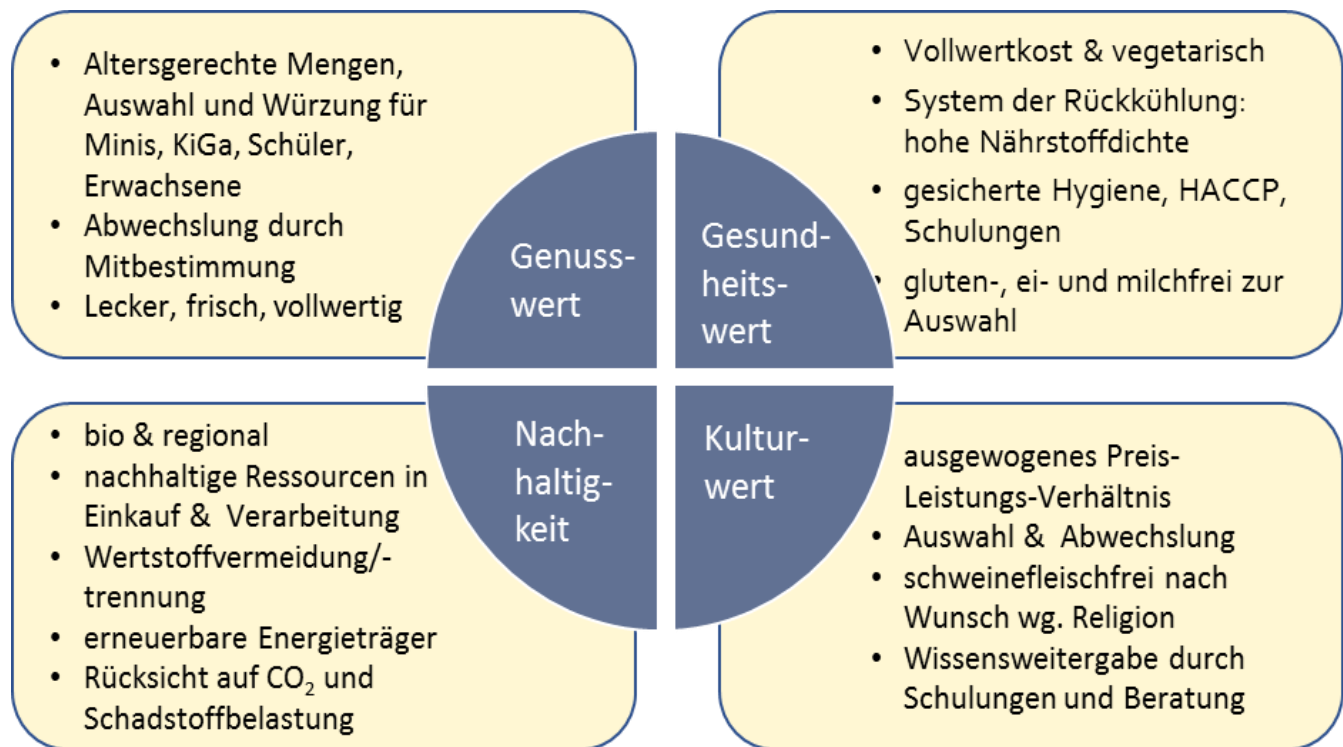 • Altersgerechte Mengen,
Auswahl und Würzung für
Minis, KiGa, Schüler,
Erwachsene
• Abwechslung durch
Mitbestimmung
• Lecker, frisch, vollwertig
Genuss-
wert
• Vollwertkost & vegetarisch
• System der Rückkühlung:
hohe Nährstoffdichte
• gesicherte Hygiene, HACCP,
Schulungen
• gluten-, ei- und milchfrei zur
Auswahl
Gesund-
heits-
wert
• bio & regional
• nachhaltige Ressourcen in
Einkauf & Verarbeitung
• Wertstoffvermeidung/-
trennung
• erneuerbare Energieträger
• Rücksicht auf CO₂ und
Schadstoffbelastung
Nach-
haltig-
keit
Kultur-
wert
ausgewogenes Preis-
Leistungs-Verhältnis
• Auswahl & Abwechslung
• schweinefleischfrei nach
Wunsch wg. Religion
• Wissensweitergabe durch
Schulungen und Beratung